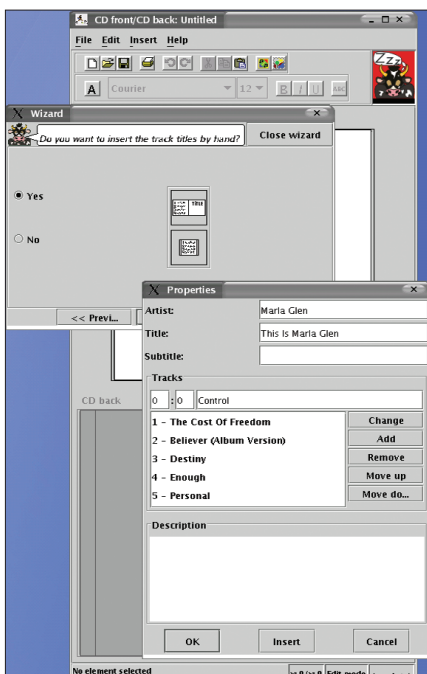 CD front/CD back: Untitled
File Edit Insert Help
A Courier 12 B I U ABC
Zzz
X Wizard
Do you want to insert the track titles by hand? Close wizard
Yes
TITLE
No
<< Previ...
X Properties
Artist: Marla Glen
Title: This Is Marla Glen
Subtitle:
Tracks
0 : 0 Control
1 - The Cost Of Freedom Change
2 - Believer (Album Version) Add
3 - Destiny Remove
4 - Enough Move up
5 - Personal Move do...
Description
CD back
OK Insert Cancel
No element selected Edit mode